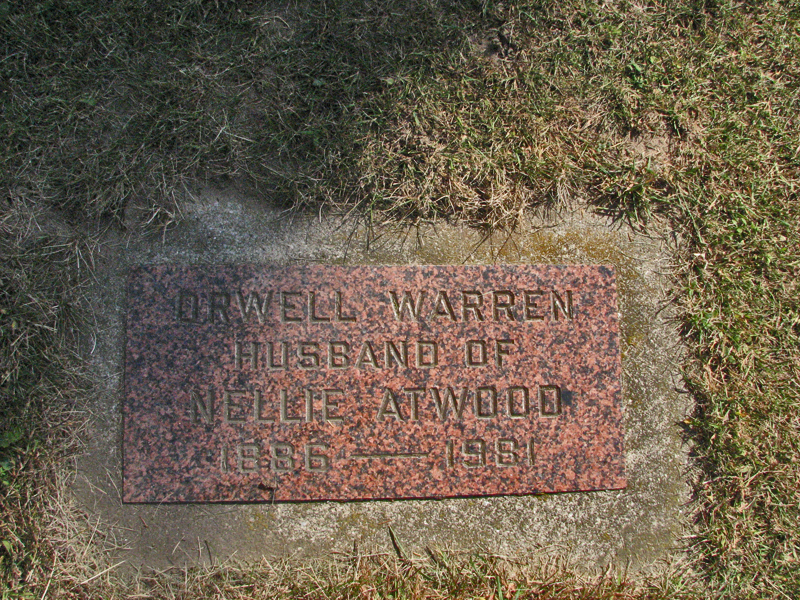 ORWELL WARREN
HUSBAND OF
NELLIE ATWOOD
1886 — 1981